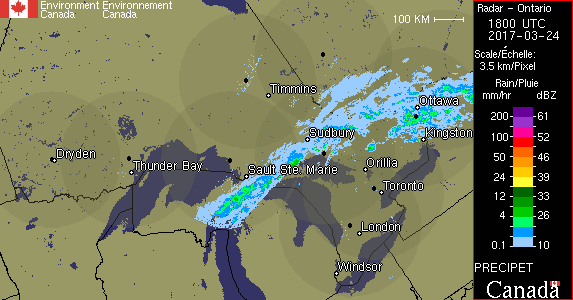 Environment Environnement
Canada Canada
Radar - Ontario
1800 UTC
2017-03-24
100 KM
Scale/Échelle:
3.5 km/Pixel
Rain/Pluie
mm/hr dBZ
200 61
100 52
50 46
24 39
12 33
4 26
0.1 10
PRECIPET
Canada
Timmins
Ottawa
Sudbury
Kingston
Dryden
Thunder Bay
Sault Ste. Marie
Orillia
Toronto
London
Windsor